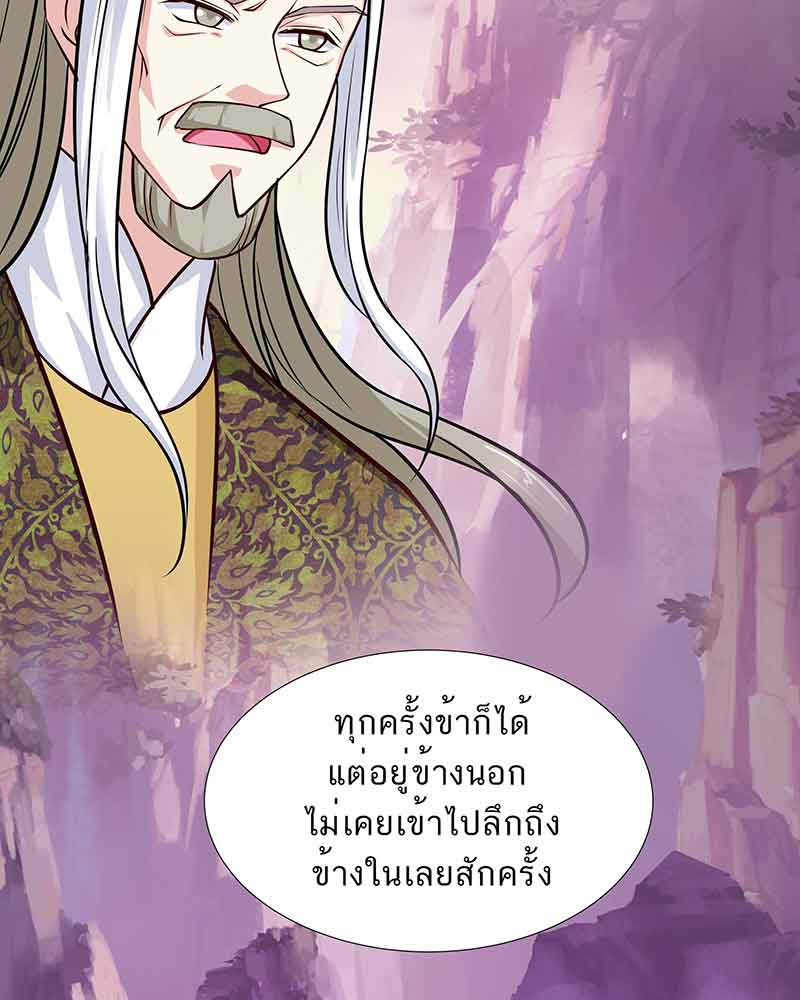 ทุกครั้งข้าก็ได้
แต่อยู่ข้างนอก
ไม่เคยเข้าไปลึกถึง
ข้างในเลยสักครั้ง